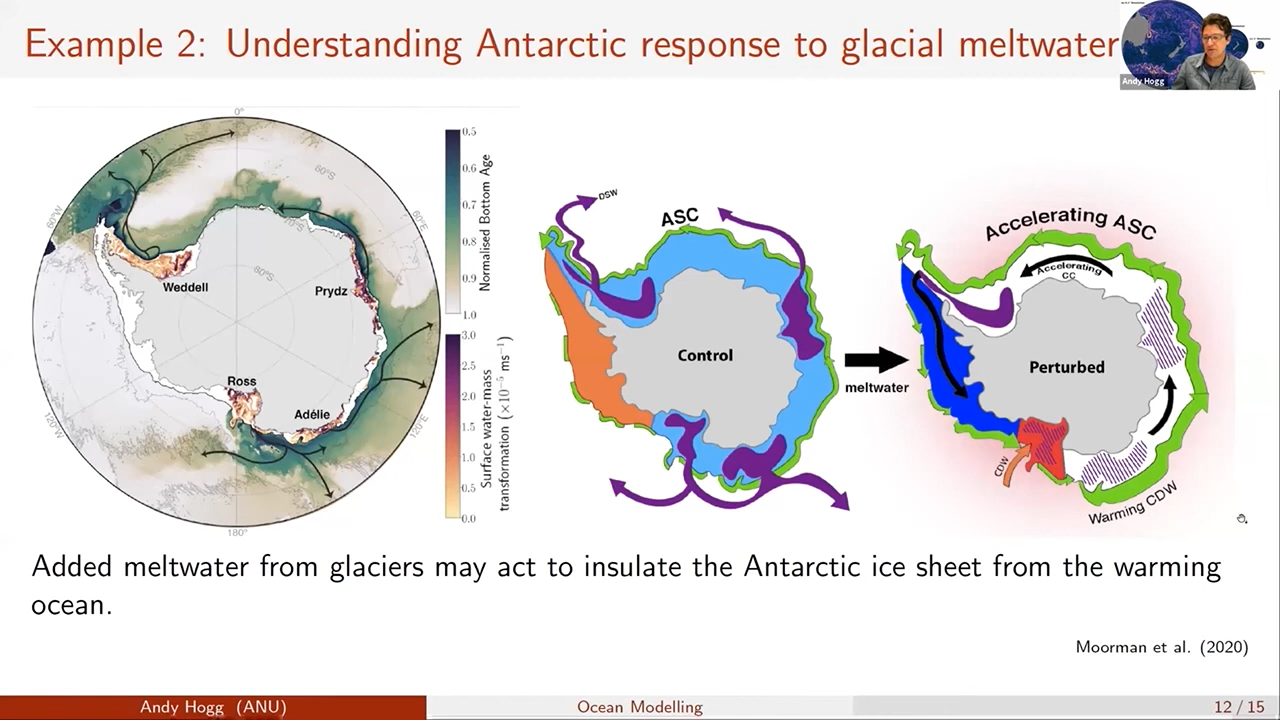 Example 2: Understanding Antarctic response to glacial meltwater
Andy Hogg
0°
60°S
60°W
60°E
70°S
80°S
Weddell
Prydz
Ross
Adélie
120°W
120°E
180°
0.5
0.6
0.7
0.8
0.9
1.0
Normalised Bottom Age
3.0
2.5
2.0
1.5
1.0
0.5
0.0
Surface water-mass
transformation (×10⁻⁵ ms⁻¹)
DSW
ASC
Control
meltwater
Accelerating ASC
Accelerating
CC
Perturbed
CDW
Warming CDW
Added meltwater from glaciers may act to insulate the Antarctic ice sheet from the warming
ocean.
Moorman et al. (2020)
Andy Hogg (ANU)
Ocean Modelling
12 / 15